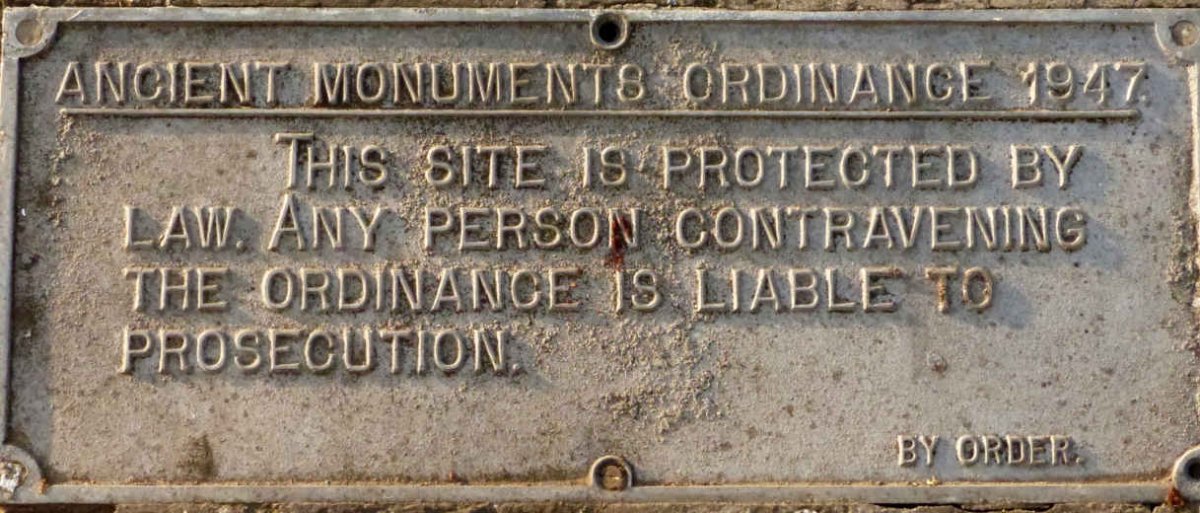 ANCIENT MONUMENTS ORDINANCE 1947.
THIS SITE IS PROTECTED BY
LAW. ANY PERSON CONTRAVENING
THE ORDINANCE IS LIABLE TO
PROSECUTION.
BY ORDER.